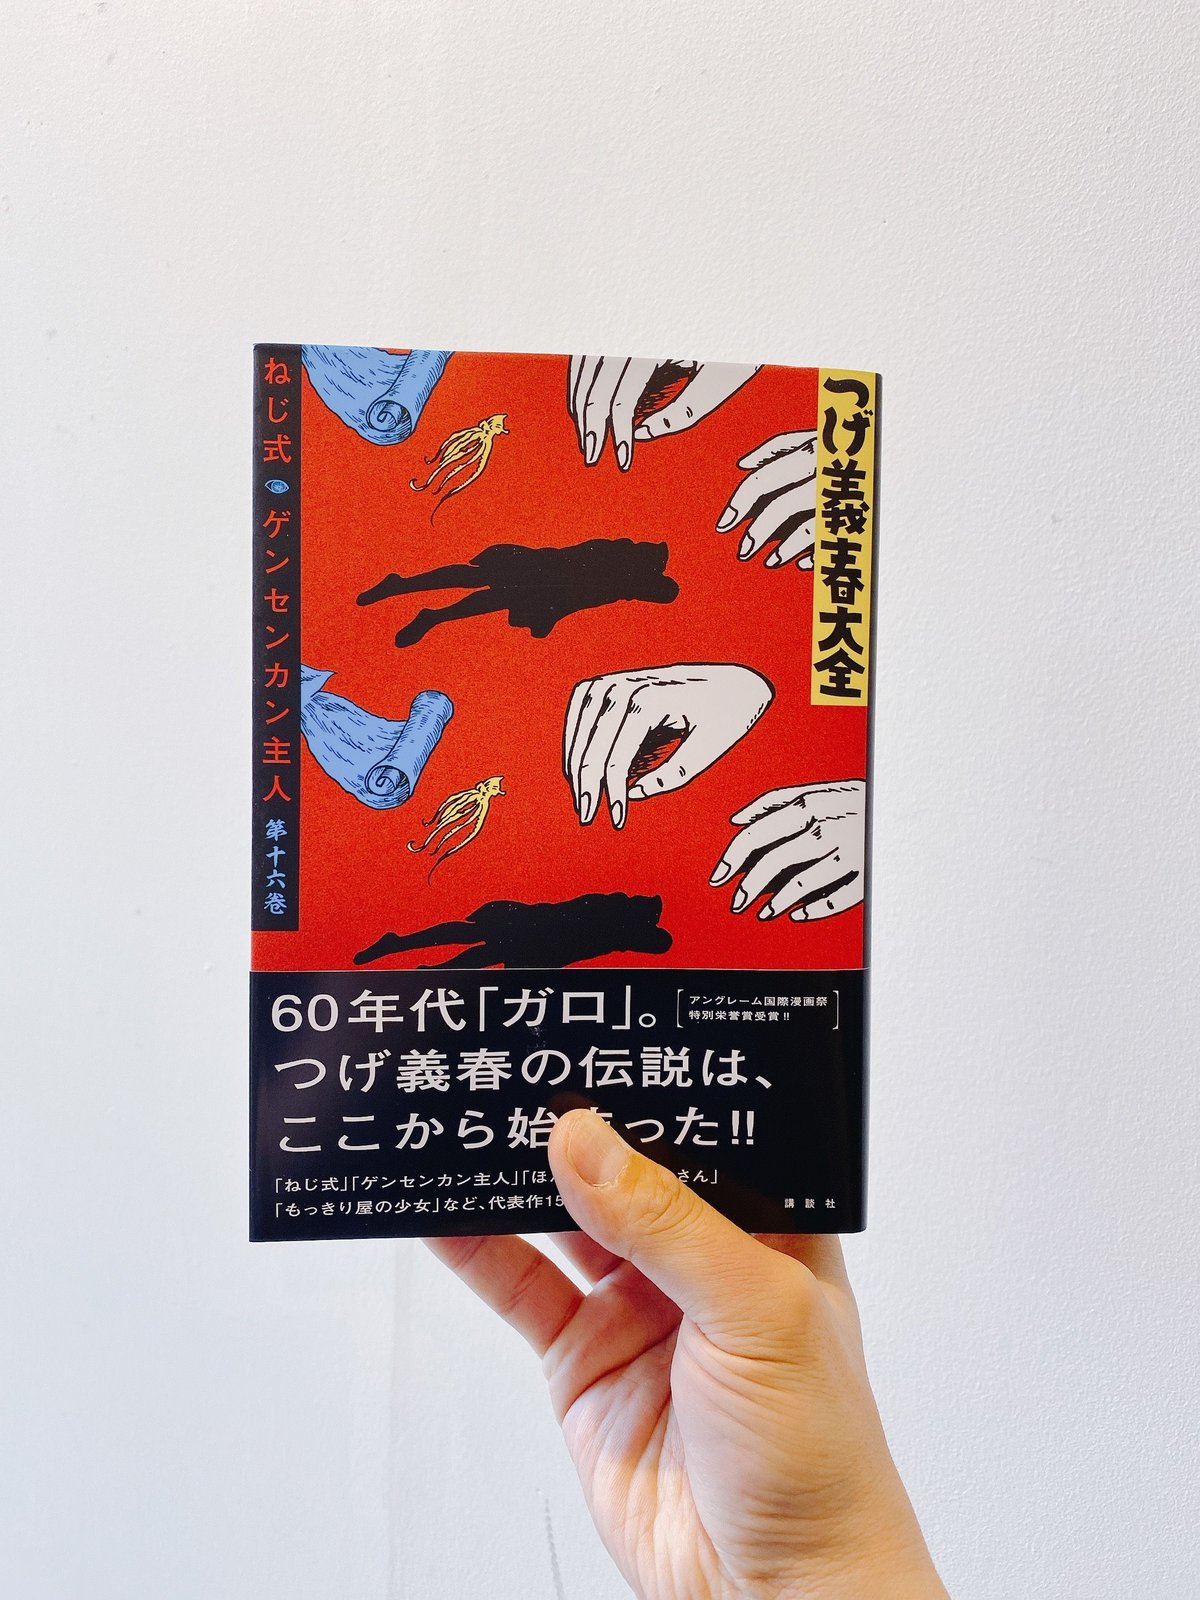 つげ義春大全
ねじ式
ゲンセンカン主人
第十六巻
60年代「ガロ」。
[アングレーム国際漫画祭
特別栄誉賞受賞!!]
つげ義春の伝説は、
ここから始まった!!
「ねじ式」「ゲンセンカン主人」「ほ さん」
「もっきり屋の少女」など、代表作15
講談社